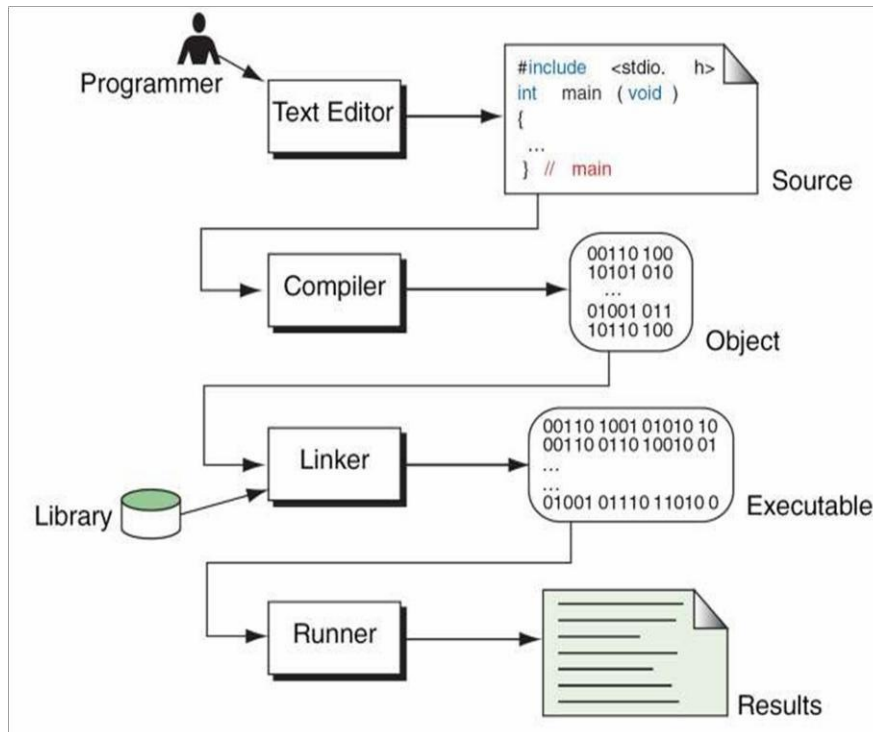 Programmer
Text Editor
#include <stdio. h>
int main ( void )
{
...
} // main
Source
Compiler
00110 100
10101 010
...
01001 011
10110 100
Object
Linker
Library
00110 1001 01010 10
00110 0110 10010 01
...
...
01001 01110 11010 0
Executable
Runner
Results